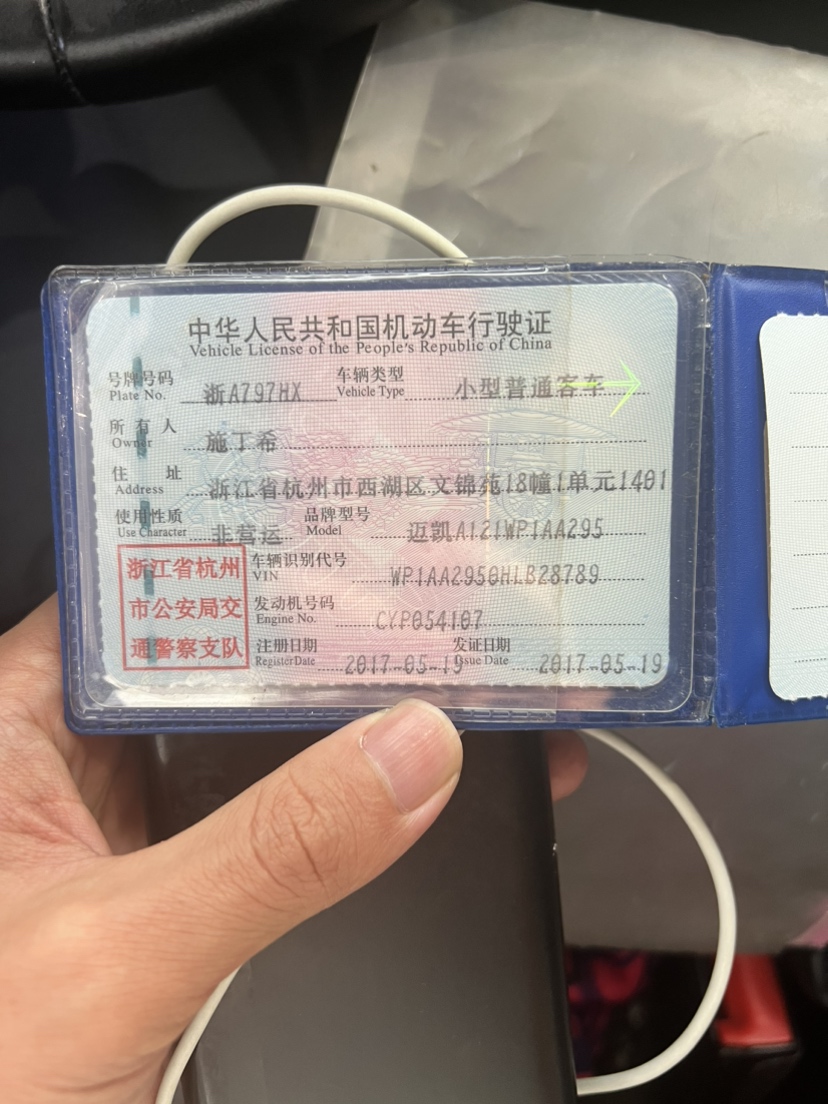 中华人民共和国机动车行驶证
Vehicle License of the People's Republic of China
号牌号码 浙A797HX 车辆类型 小型普通客车
Plate No. Vehicle Type
所有人 施丁希
Owner
住址 浙江省杭州市西湖区文锦苑18幢1单元1401
Address
使用性质 非营运 品牌型号 迈凯A121WP1AA295
Use Character Model
浙江省杭州
市公安局交
通警察支队
车辆识别代号 WP1AA2950HLB28789
VIN
发动机号码 CYP054107
Engine No.
注册日期 2017-05-19 发证日期 2017-05-19
Register Date Issue Date